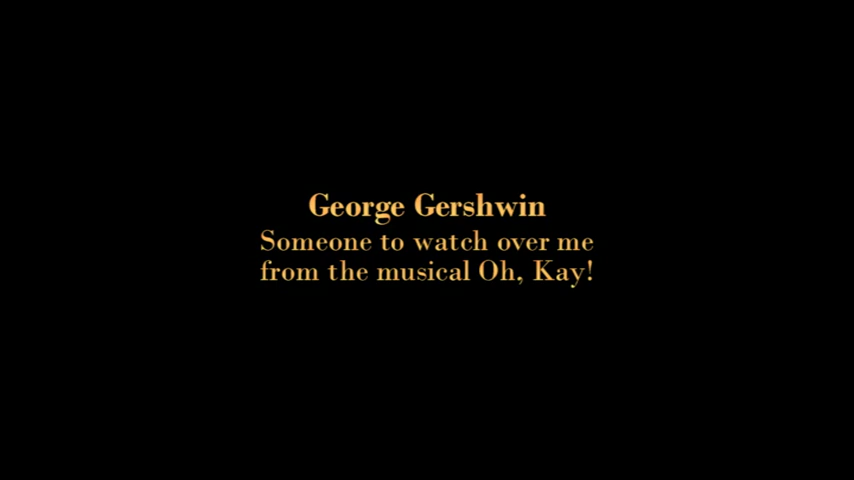 George Gershwin
Someone to watch over me
from the musical Oh, Kay!